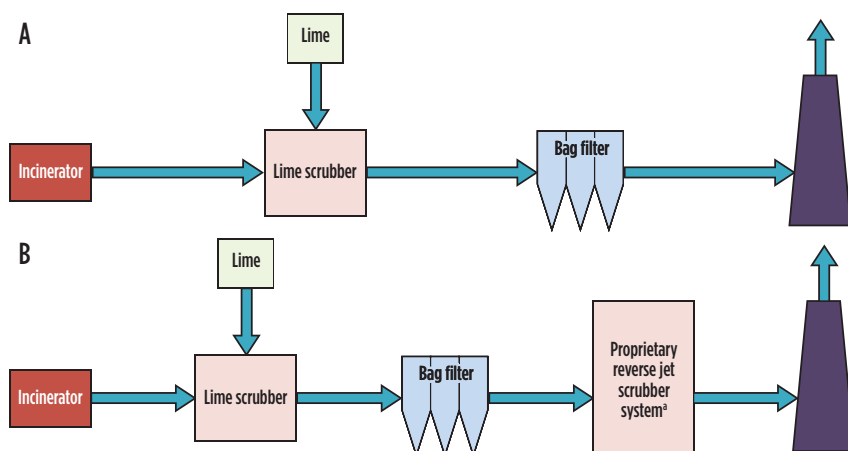 A
Lime
Incinerator
Lime scrubber
Bag filter
B
Lime
Incinerator
Lime scrubber
Bag filter
Proprietary
reverse jet
scrubber
systemᵃ